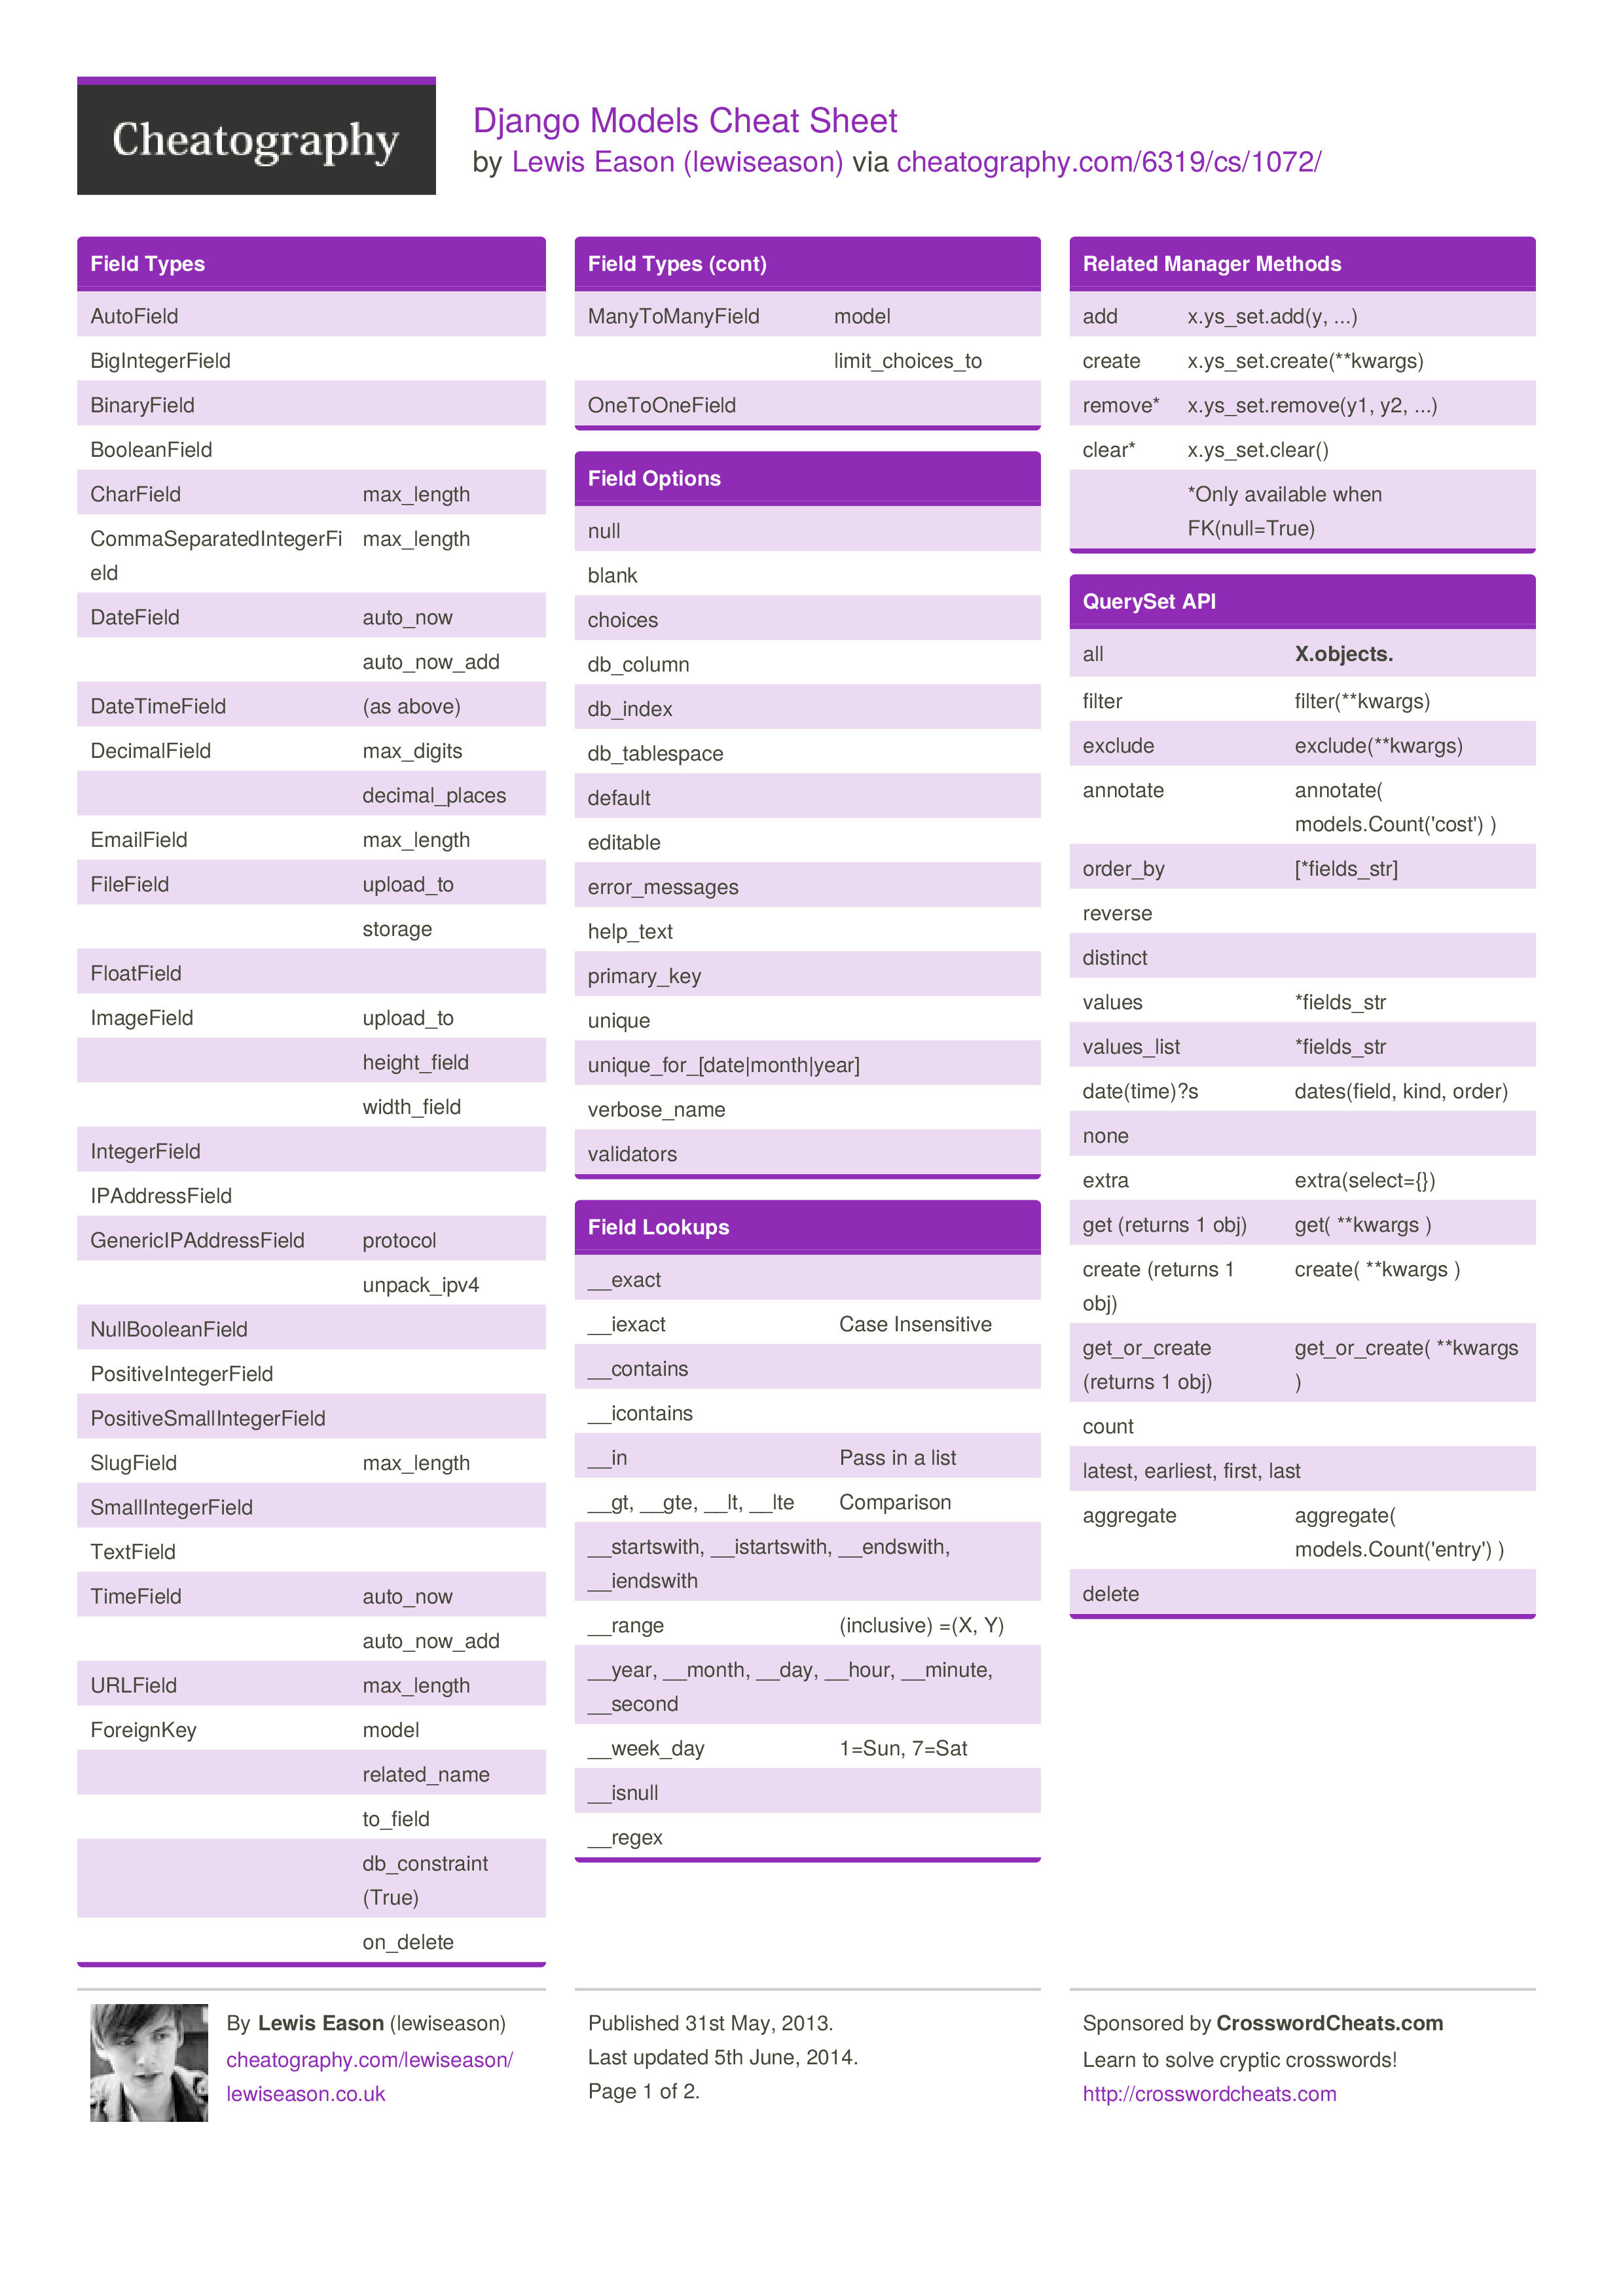 Cheatography
Django Models Cheat Sheet
by Lewis Eason (lewiseason) via cheatography.com/6319/cs/1072/
Field Types
AutoField
BigIntegerField
BinaryField
BooleanField
CharField max_length
CommaSeparatedIntegerFi max_length
eld
DateField auto_now
auto_now_add
DateTimeField (as above)
DecimalField max_digits
decimal_places
EmailField max_length
FileField upload_to
storage
FloatField
ImageField upload_to
height_field
width_field
IntegerField
IPAddressField
GenericIPAddressField protocol
unpack_ipv4
NullBooleanField
PositiveIntegerField
PositiveSmallIntegerField
SlugField max_length
SmallIntegerField
TextField
TimeField auto_now
auto_now_add
URLField max_length
ForeignKey model
related_name
to_field
db_constraint
(True)
on_delete
Field Types (cont)
ManyToManyField model
limit_choices_to
OneToOneField
Field Options
null
blank
choices
db_column
db_index
db_tablespace
default
editable
error_messages
help_text
primary_key
unique
unique_for_[date|month|year]
verbose_name
validators
Field Lookups
__exact
__iexact Case Insensitive
__contains
__icontains
__in Pass in a list
__gt, __gte, __lt, __lte Comparison
__startswith, __istartswith, __endswith,
__iendswith
__range (inclusive) =(X, Y)
__year, __month, __day, __hour, __minute,
__second
__week_day 1=Sun, 7=Sat
__isnull
__regex
Related Manager Methods
add x.ys_set.add(y, ...)
create x.ys_set.create(**kwargs)
remove* x.ys_set.remove(y1, y2, ...)
clear* x.ys_set.clear()
*Only available when
FK(null=True)
QuerySet API
all X.objects.
filter filter(**kwargs)
exclude exclude(**kwargs)
annotate annotate(
models.Count('cost') )
order_by [*fields_str]
reverse
distinct
values *fields_str
values_list *fields_str
date(time)?s dates(field, kind, order)
none
extra extra(select={})
get (returns 1 obj) get( **kwargs )
create (returns 1 create( **kwargs )
obj)
get_or_create get_or_create( **kwargs
(returns 1 obj) )
count
latest, earliest, first, last
aggregate aggregate(
models.Count('entry') )
delete
By Lewis Eason (lewiseason)
cheatography.com/lewiseason/
lewiseason.co.uk
Published 31st May, 2013.
Last updated 5th June, 2014.
Page 1 of 2.
Sponsored by CrosswordCheats.com
Learn to solve cryptic crosswords!
http://crosswordcheats.com